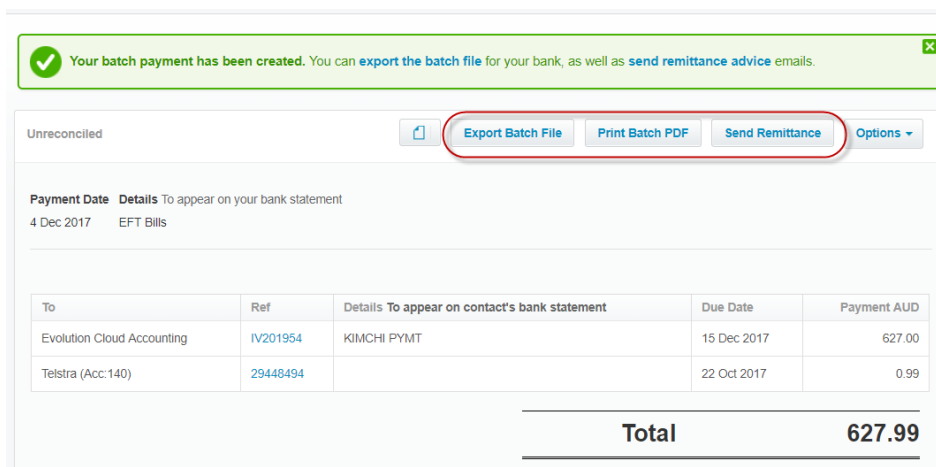 Your batch payment has been created. You can export the batch file for your bank, as well as send remittance advice emails.
Unreconciled Export Batch File Print Batch PDF Send Remittance Options
Payment Date Details To appear on your bank statement
4 Dec 2017 EFT Bills
To Ref Details To appear on contact's bank statement Due Date Payment AUD
Evolution Cloud Accounting IV201954 KIMCHI PYMT 15 Dec 2017 627.00
Telstra (Acc:140) 29448494 22 Oct 2017 0.99
Total 627.99